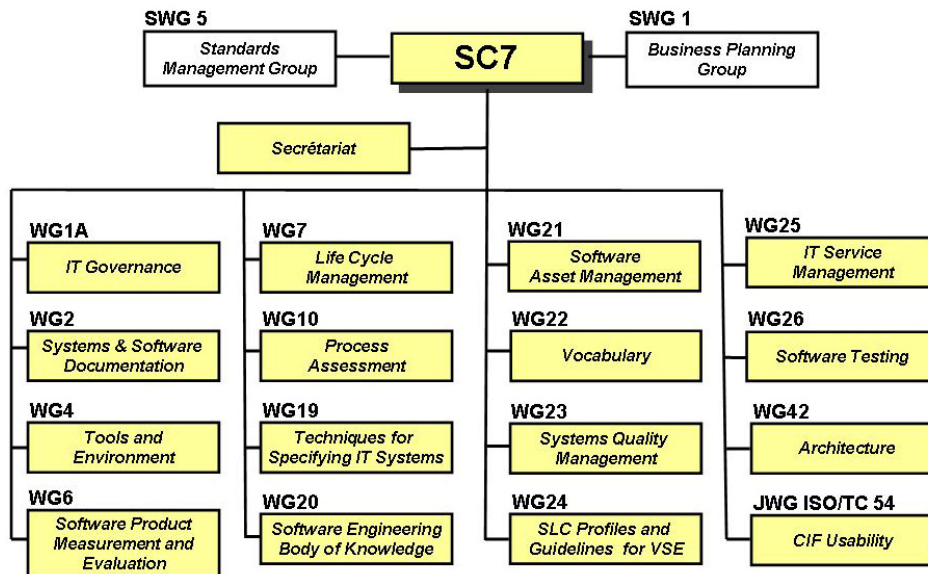 SWG 5
Standards
Management Group
SC7
SWG 1
Business Planning
Group
Secrétariat
WG1A
IT Governance
WG2
Systems & Software
Documentation
WG4
Tools and
Environment
WG6
Software Product
Measurement and
Evaluation
WG7
Life Cycle
Management
WG10
Process
Assessment
WG19
Techniques for
Specifying IT Systems
WG20
Software Engineering
Body of Knowledge
WG21
Software
Asset Management
WG22
Vocabulary
WG23
Systems Quality
Management
WG24
SLC Profiles and
Guidelines for VSE
WG25
IT Service
Management
WG26
Software Testing
WG42
Architecture
JWG ISO/TC 54
CIF Usability